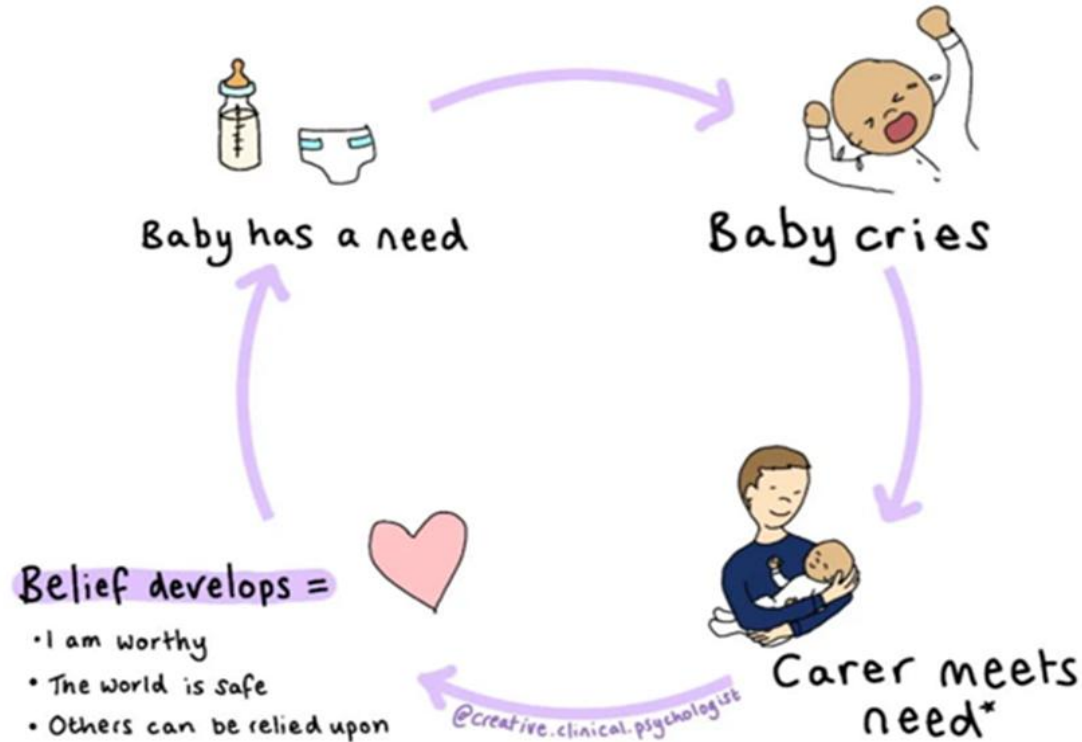 Baby has a need
Baby cries
Carer meets
need*
Belief develops =
• I am worthy
• The world is safe
• Others can be relied upon
@creative.clinical.psychologist